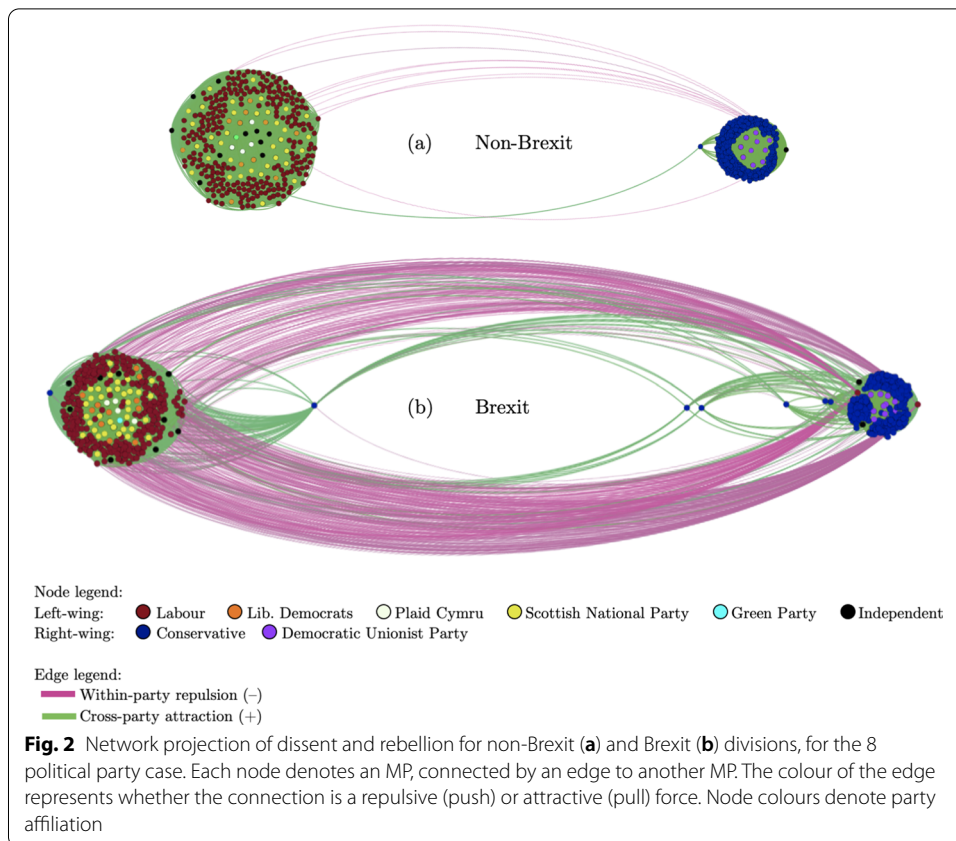 (a) Non-Brexit
(b) Brexit
Node legend:
Left-wing: Labour Lib. Democrats Plaid Cymru Scottish National Party Green Party Independent
Right-wing: Conservative Democratic Unionist Party
Edge legend:
Within-party repulsion (–)
Cross-party attraction (+)
Fig. 2 Network projection of dissent and rebellion for non-Brexit (a) and Brexit (b) divisions, for the 8
political party case. Each node denotes an MP, connected by an edge to another MP. The colour of the edge
represents whether the connection is a repulsive (push) or attractive (pull) force. Node colours denote party
affiliation